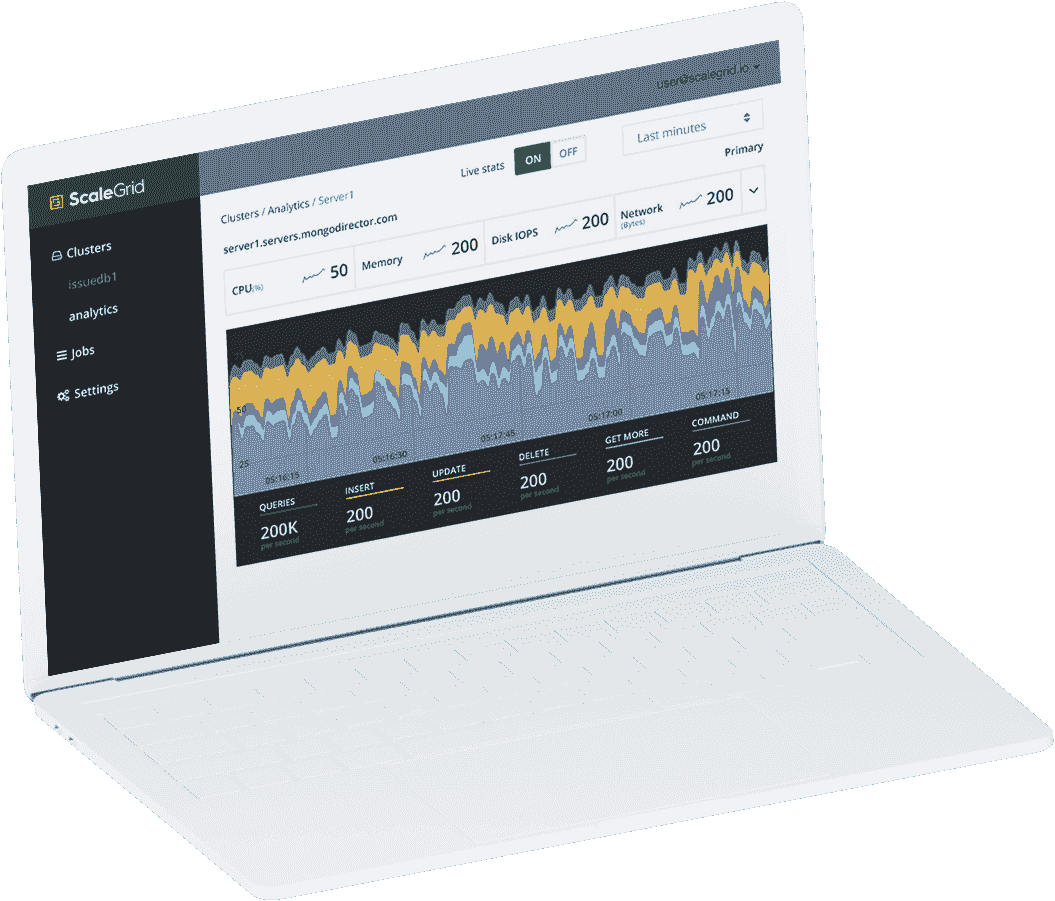 user@scalegrid.io
ScaleGrid
Clusters
issuedb1
analytics
Jobs
Settings
Live stats ON OFF
Last minutes
Primary
Clusters / Analytics / Server1
server1.servers.mongodirector.com
CPU(%) 50
Memory 200
Disk IOPS 200
Network (Bytes) 200
50
25
05:16:15 05:16:30 05:17:45 05:17:00 05:17:15
QUERIES
200K
per second
INSERT
200
per second
UPDATE
200
per second
DELETE
200
per second
GET MORE
200
per second
COMMAND
200
per second